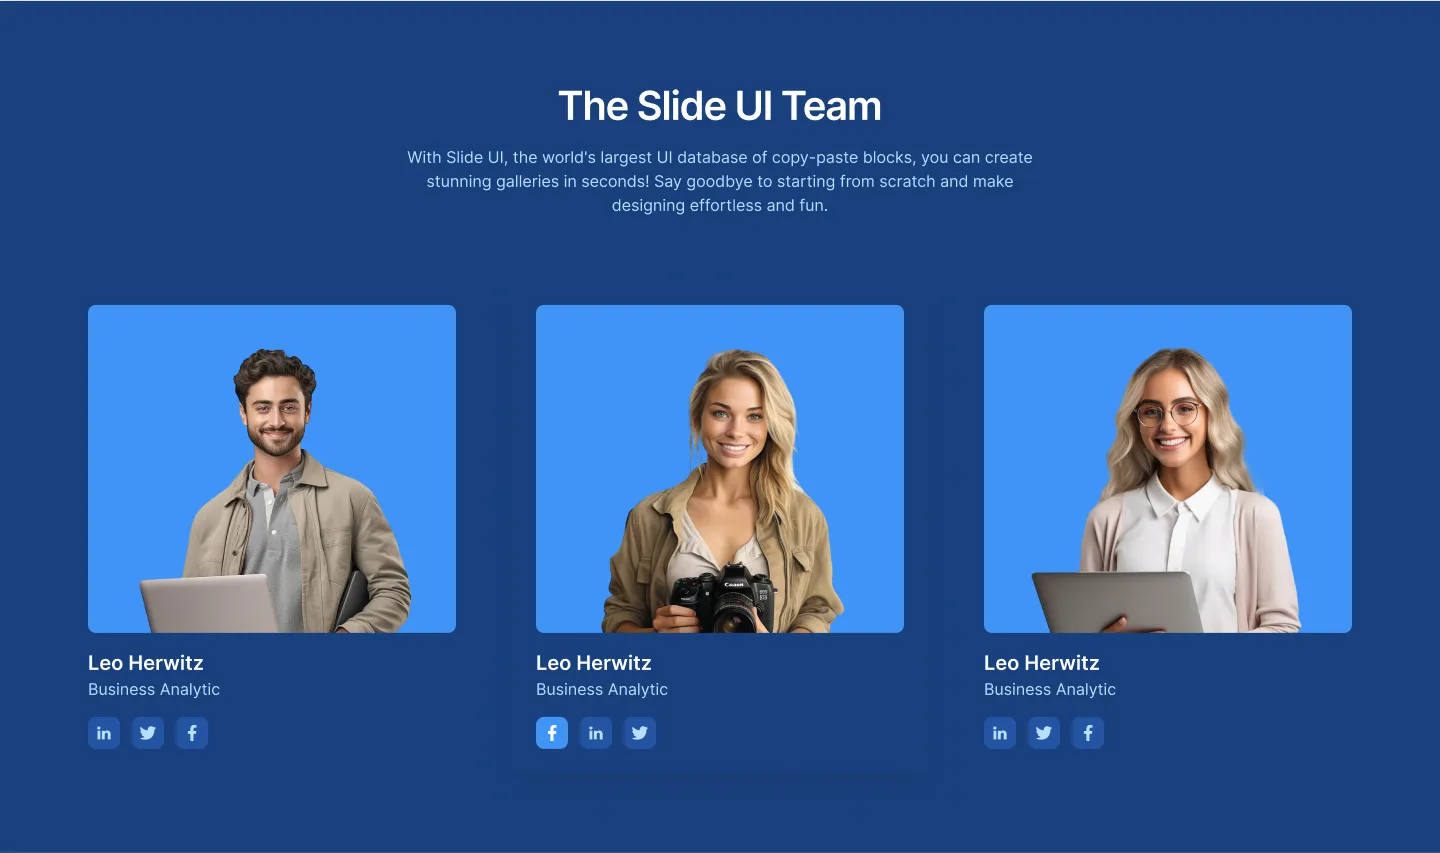 The Slide UI Team
With Slide UI, the world's largest UI database of copy-paste blocks, you can create
stunning galleries in seconds! Say goodbye to starting from scratch and make
designing effortless and fun.
Canon
Leo Herwitz
Business Analytic
in
f
Leo Herwitz
Business Analytic
f
in
Leo Herwitz
Business Analytic
in
f